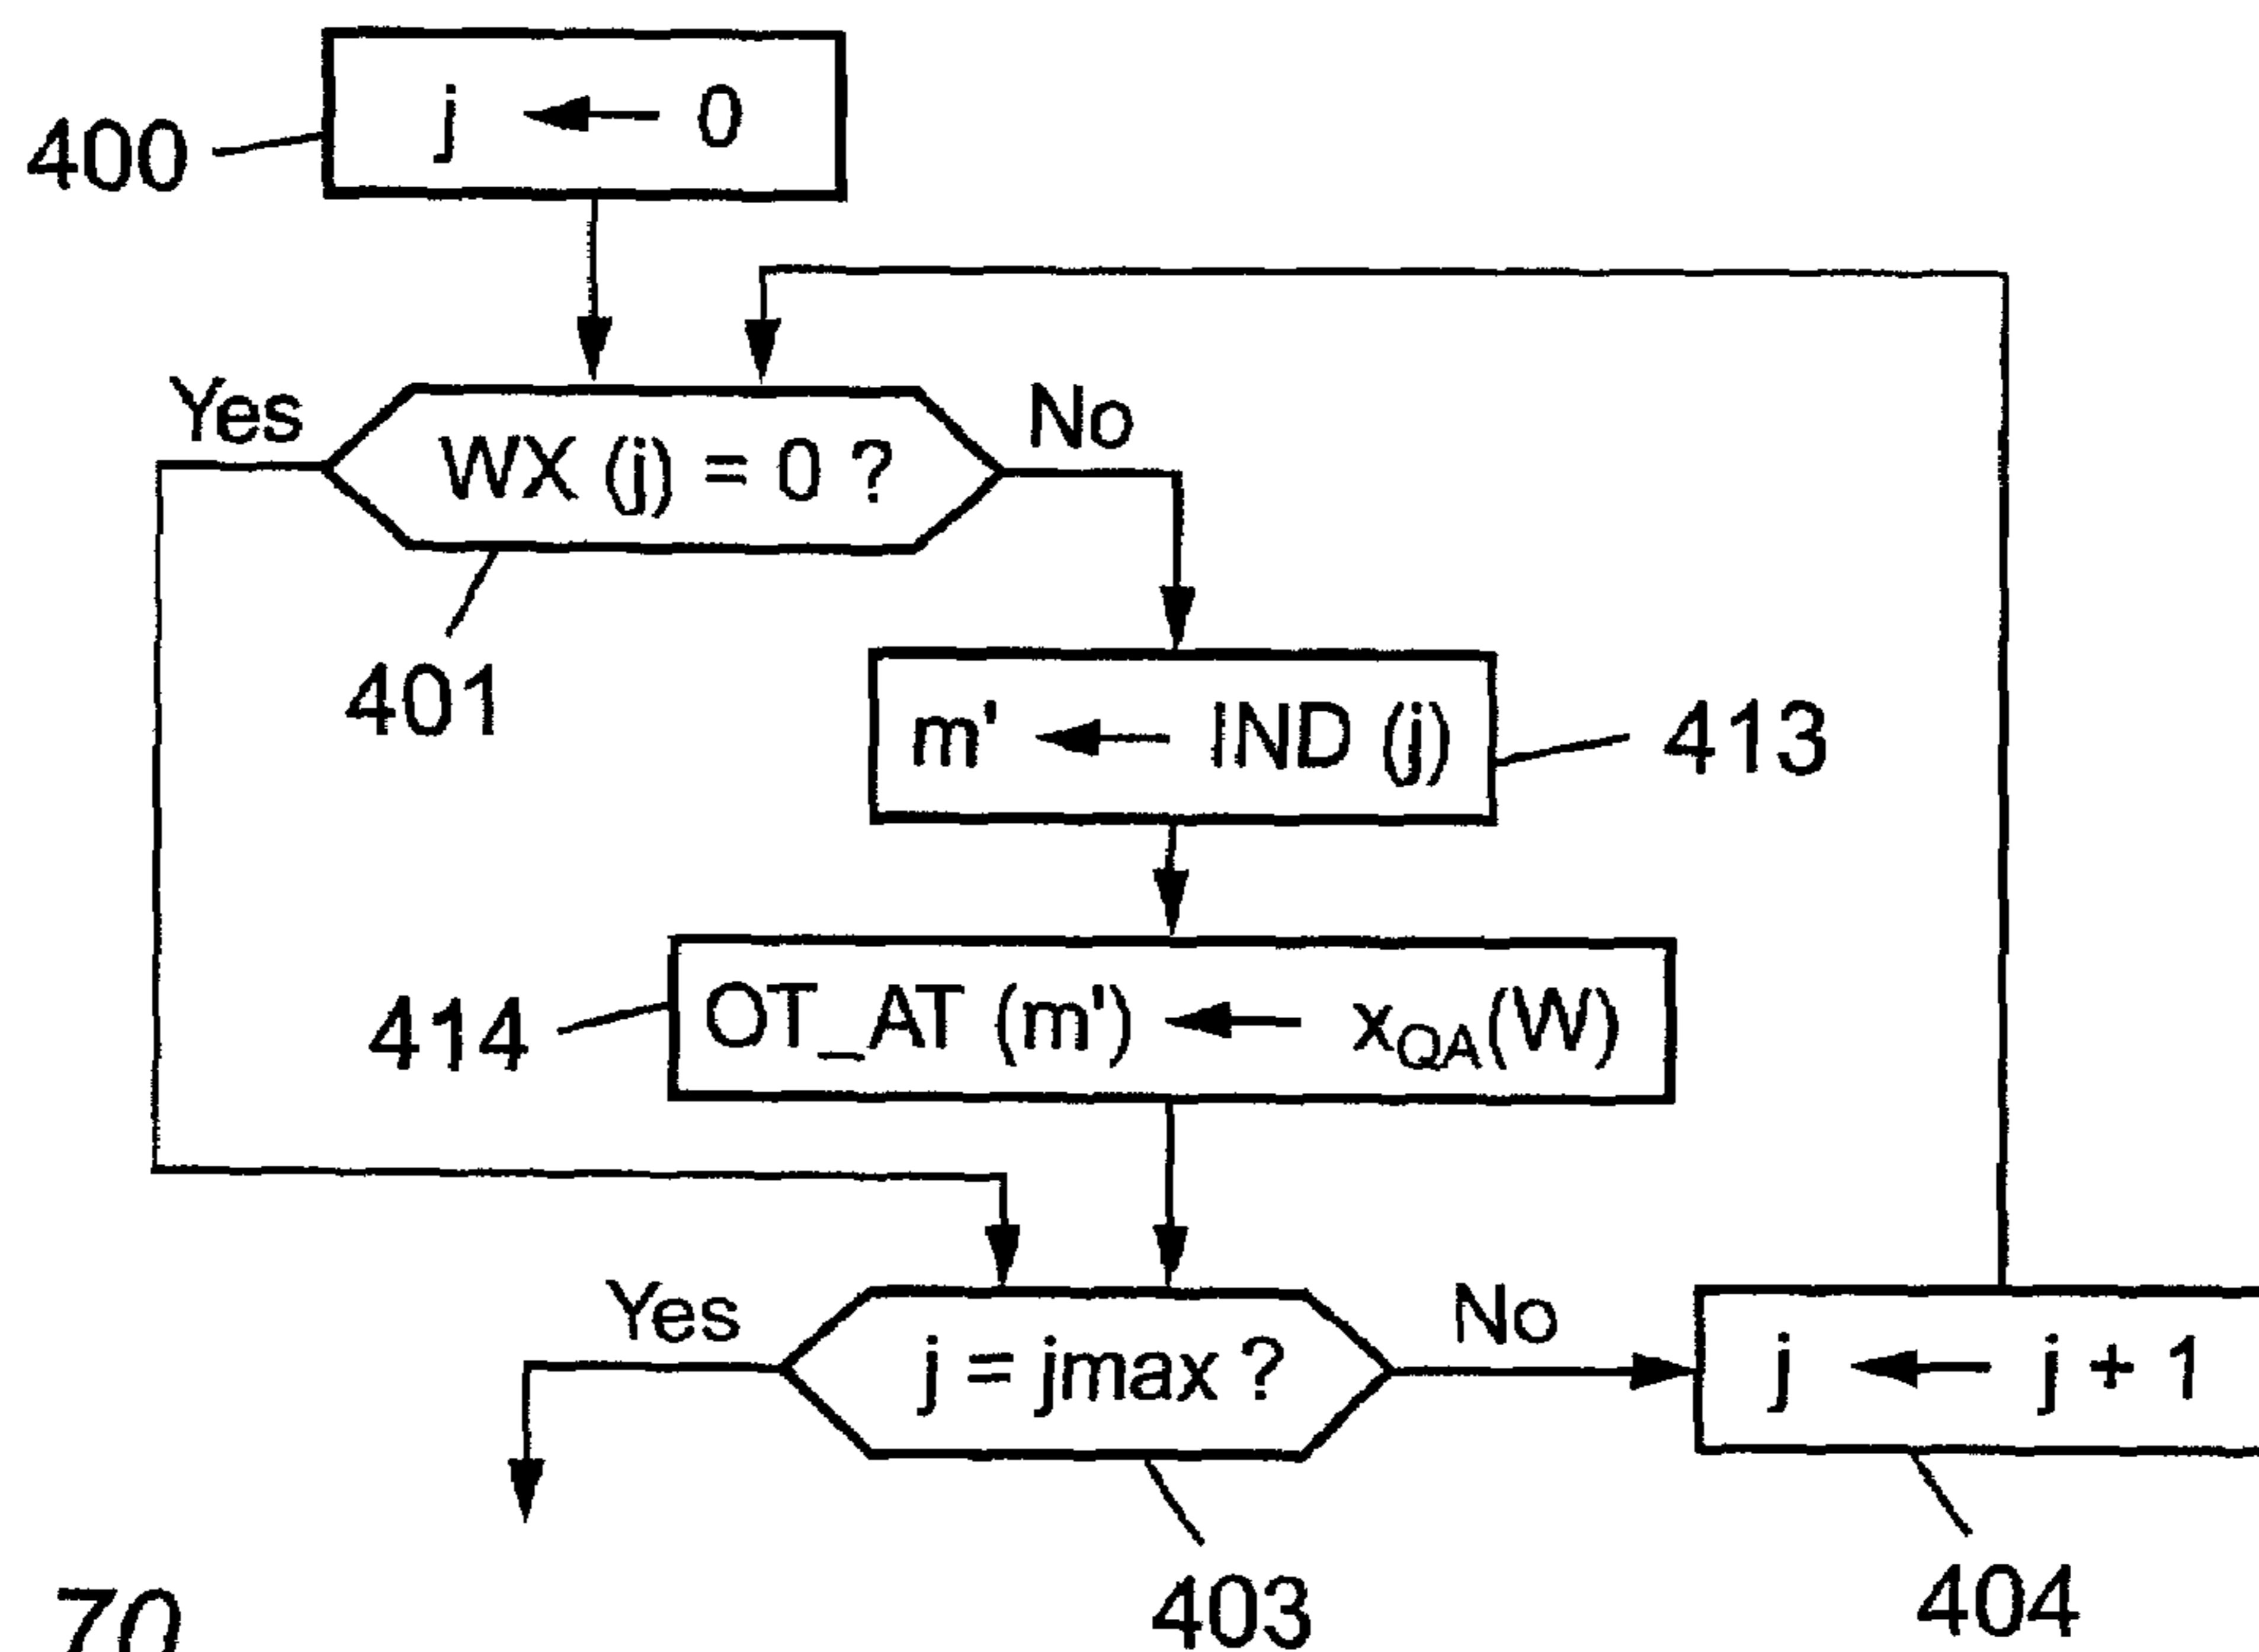 j ← 0
400
Yes
WX (j) = 0 ?
No
401
m' ← IND (j)
413
OT_AT (m') ← xQA(W)
414
Yes
j = jmax ?
No
j ← j + 1
403
404
70